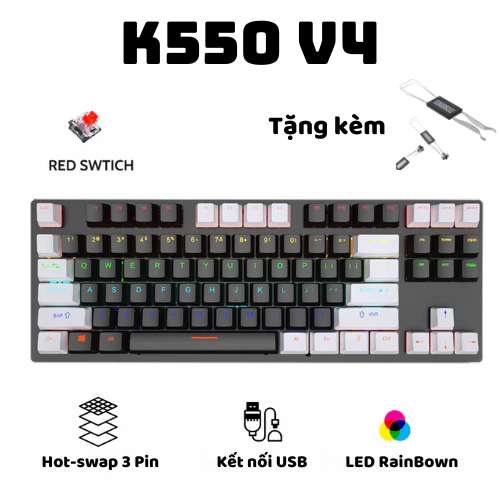 K550 V4
RED SWTICH
Tặng kèm
Hot-swap 3 Pin
Kết nối USB
LED RainBown